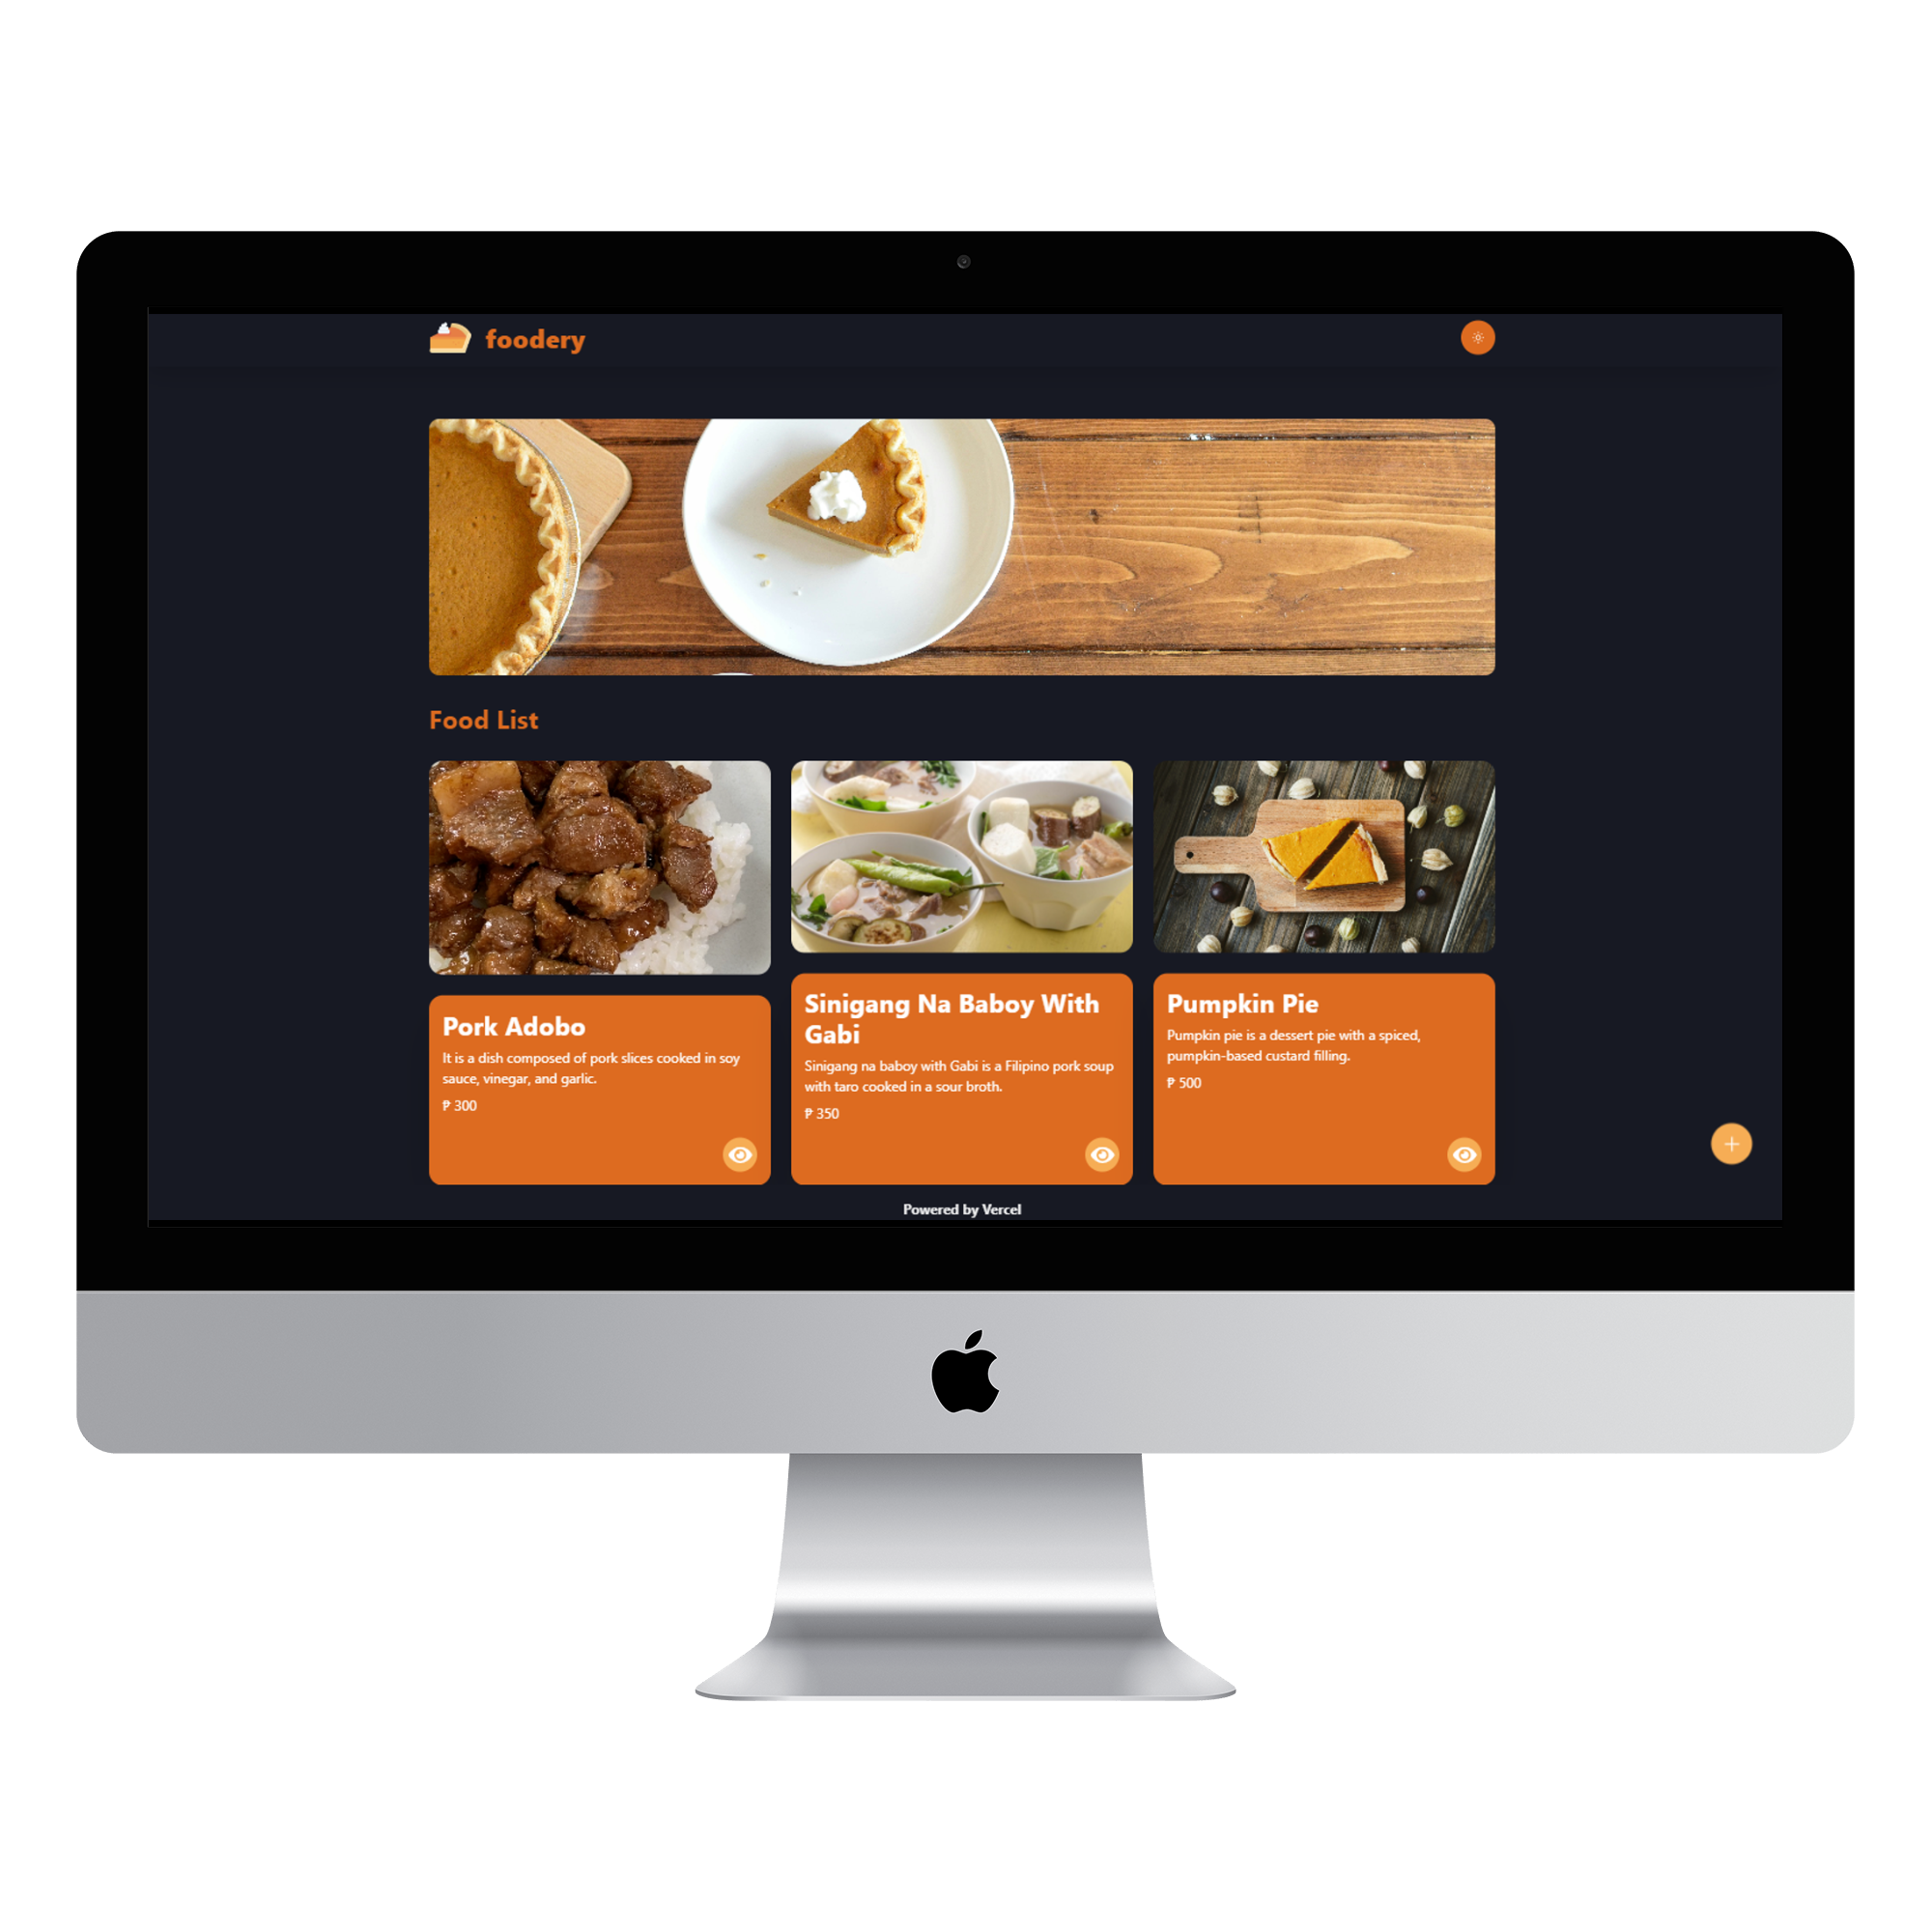 foodery
Food List
Pork Adobo
It is a dish composed of pork slices cooked in soy
sauce, vinegar, and garlic.
₱ 300
Sinigang Na Baboy With
Gabi
Sinigang na baboy with Gabi is a Filipino pork soup
with taro cooked in a sour broth.
₱ 350
Pumpkin Pie
Pumpkin pie is a dessert pie with a spiced,
pumpkin-based custard filling.
₱ 500
Powered by Vercel